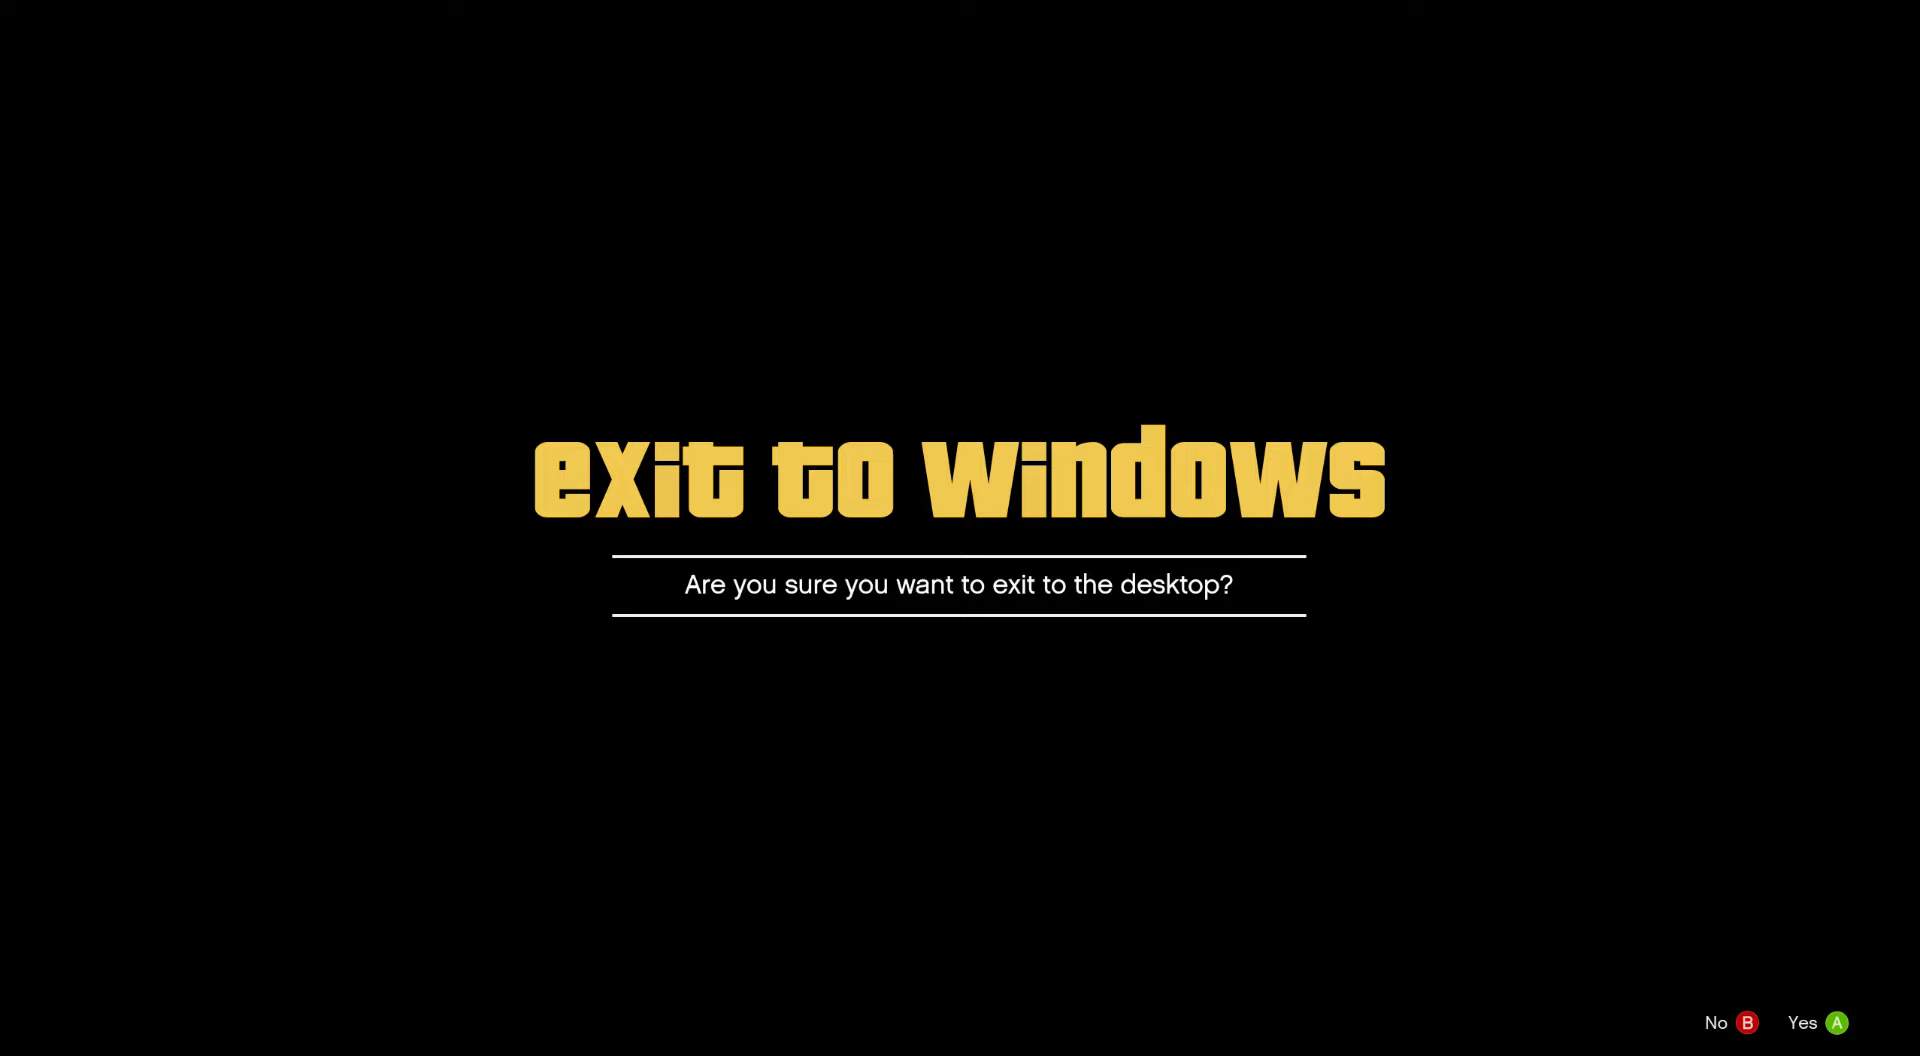 exit to windows
Are you sure you want to exit to the desktop?
No B Yes A